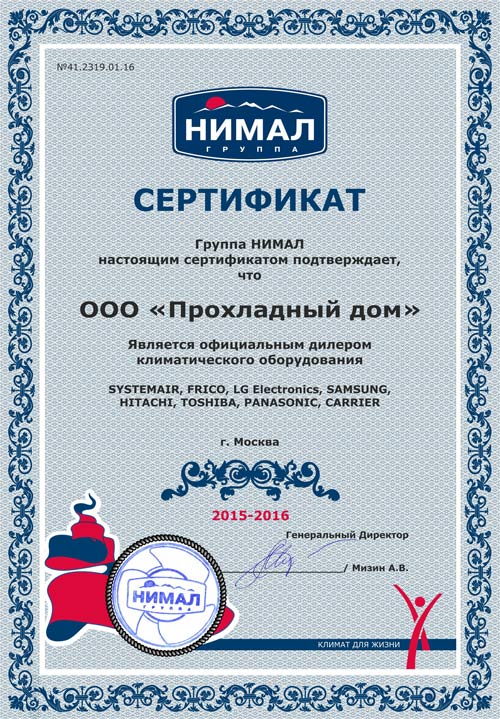 №41.2319.01.16
НИМАЛ
ГРУППА
СЕРТИФИКАТ
Группа НИМАЛ
настоящим сертификатом подтверждает,
что
ООО «Прохладный дом»
Является официальным дилером
климатического оборудования
SYSTEMAIR, FRICO, LG Electronics, SAMSUNG,
HITACHI, TOSHIBA, PANASONIC, CARRIER
г. Москва
2015-2016
Генеральный Директор
/ Мизин А.В.
НИМАЛ
ГРУППА
КЛИМАТ ДЛЯ ЖИЗНИ